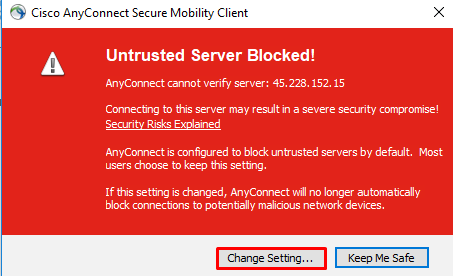 Cisco AnyConnect Secure Mobility Client
Untrusted Server Blocked!
AnyConnect cannot verify server: 45.228.152.15
Connecting to this server may result in a severe security compromise!
Security Risks Explained
AnyConnect is configured to block untrusted servers by default. Most
users choose to keep this setting.
If this setting is changed, AnyConnect will no longer automatically
block connections to potentially malicious network devices.
Change Setting...
Keep Me Safe